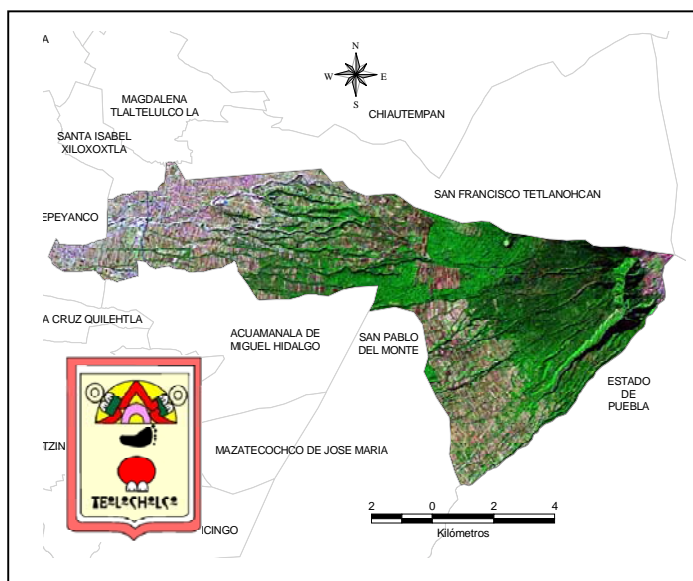 A
N
W E
S
MAGDALENA
TLALTELULCO LA
CHIAUTEMPAN
SANTA ISABEL
XILOXOXTLA
SAN FRANCISCO TETLANOHCAN
EPEYANCO
A CRUZ QUILEHTLA
ACUAMANALA DE
MIGUEL HIDALGO
SAN PABLO
DEL MONTE
ESTADO
DE
PUEBLA
TZIN
MAZATECOCHCO DE JOSE MARIA
ICINGO
2 0 2 4
Kilómetros